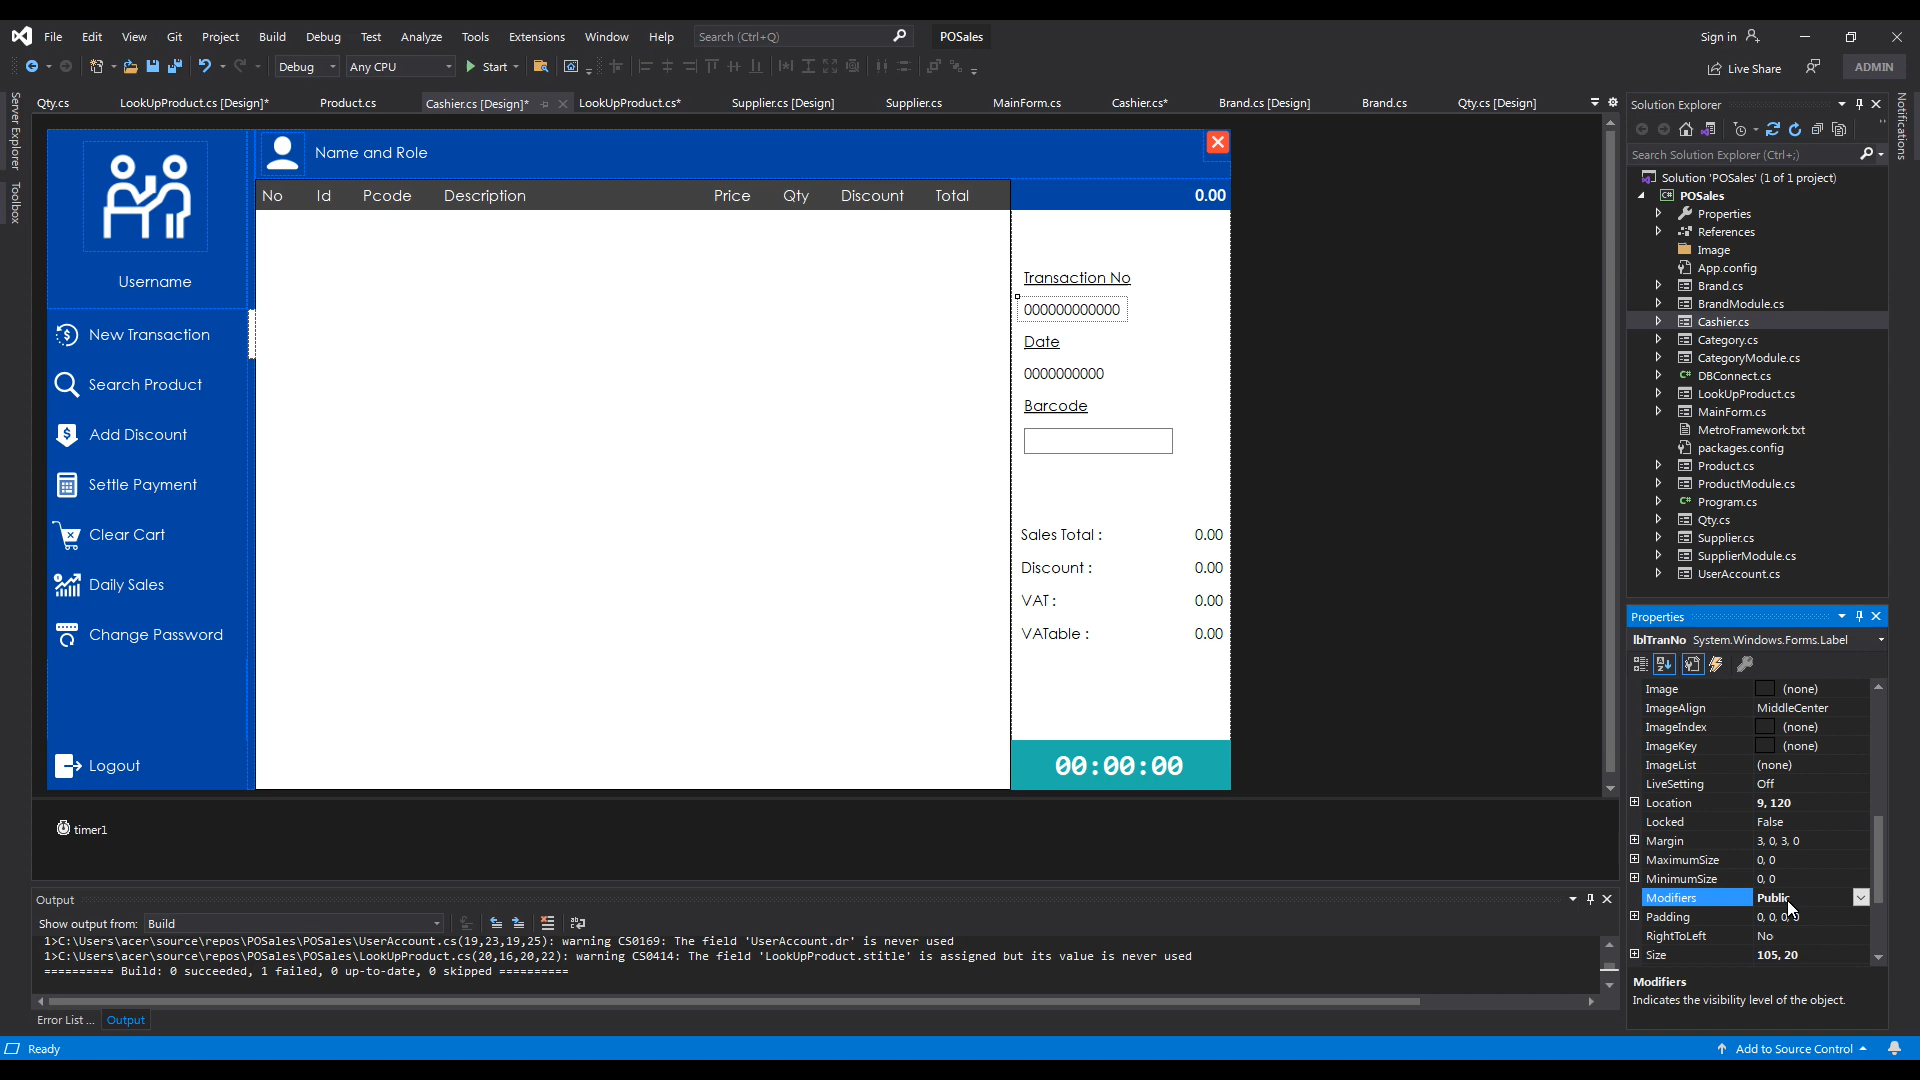 File Edit View Git Project Build Debug Test Analyze Tools Extensions Window Help Search (Ctrl+Q) POSales Sign in
Debug Any CPU Start Live Share ADMIN
Qty.cs LookUpProduct.cs [Design]* Product.cs Cashier.cs [Design]* LookUpProduct.cs* Supplier.cs [Design] Supplier.cs MainForm.cs Cashier.cs* Brand.cs [Design] Brand.cs Qty.cs [Design]
Server Explorer
Toolbox
Username
New Transaction
Search Product
Add Discount
Settle Payment
Clear Cart
Daily Sales
Change Password
Logout
Name and Role
No Id Pcode Description Price Qty Discount Total 0.00
Transaction No
000000000000
Date
0000000000
Barcode
Sales Total : 0.00
Discount : 0.00
VAT : 0.00
VATable : 0.00
00:00:00
timer1
Output
Show output from: Build
1>C:\Users\acer\source\repos\POSales\POSales\UserAccount.cs(19,23,19,25): warning CS0169: The field 'UserAccount.dr' is never used
1>C:\Users\acer\source\repos\POSales\POSales\LookUpProduct.cs(20,16,20,22): warning CS0414: The field 'LookUpProduct.stitle' is assigned but its value is never used
========== Build: 0 succeeded, 1 failed, 0 up-to-date, 0 skipped ==========
Error List ... Output
Ready Add to Source Control
Solution Explorer
Search Solution Explorer (Ctrl+;)
Solution 'POSales' (1 of 1 project)
POSales
Properties
References
Image
App.config
Brand.cs
BrandModule.cs
Cashier.cs
Category.cs
CategoryModule.cs
DBConnect.cs
LookUpProduct.cs
MainForm.cs
MetroFramework.txt
packages.config
Product.cs
ProductModule.cs
Program.cs
Qty.cs
Supplier.cs
SupplierModule.cs
UserAccount.cs
Notifications
Properties
lblTranNo System.Windows.Forms.Label
Image (none)
ImageAlign MiddleCenter
ImageIndex (none)
ImageKey (none)
ImageList (none)
LiveSetting Off
Location 9, 120
Locked False
Margin 3, 0, 3, 0
MaximumSize 0, 0
MinimumSize 0, 0
Modifiers Public
Padding 0, 0, 0, 0
RightToLeft No
Size 105, 20
Modifiers
Indicates the visibility level of the object.